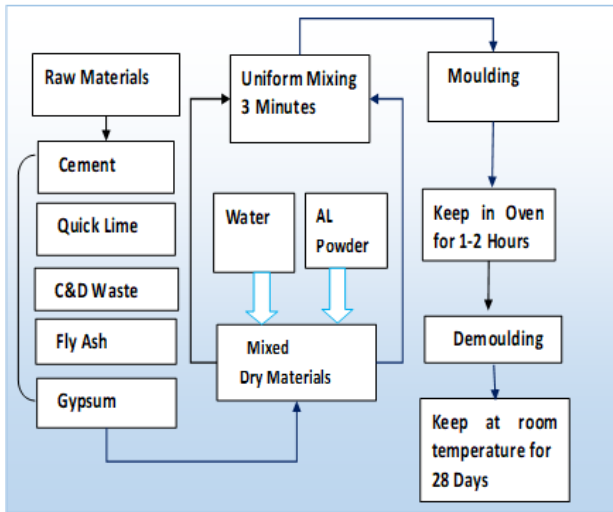 Raw Materials
Cement
Quick Lime
C&D Waste
Fly Ash
Gypsum
Uniform Mixing
3 Minutes
Water
AL
Powder
Mixed
Dry Materials
Moulding
Keep in Oven
for 1-2 Hours
Demoulding
Keep at room
temperature for
28 Days